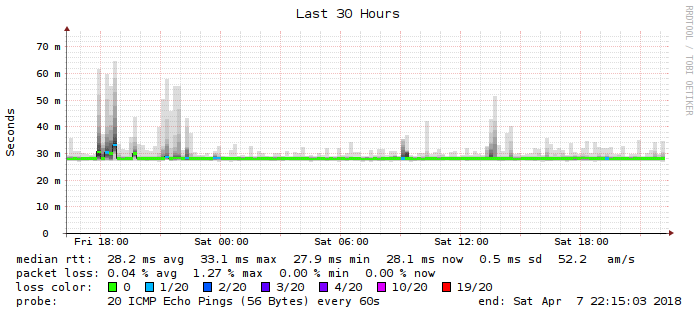 Last 30 Hours
RRDTOOL / TOBI OETIKER
Seconds
70 m
60 m
50 m
40 m
30 m
20 m
10 m
0
Fri 18:00 Sat 00:00 Sat 06:00 Sat 12:00 Sat 18:00
median rtt: 28.2 ms avg 33.1 ms max 27.9 ms min 28.1 ms now 0.5 ms sd 52.2 am/s
packet loss: 0.04 % avg 1.27 % max 0.00 % min 0.00 % now
loss color: 0 1/20 2/20 3/20 4/20 10/20 19/20
probe: 20 ICMP Echo Pings (56 Bytes) every 60s end: Sat Apr 7 22:15:03 2018